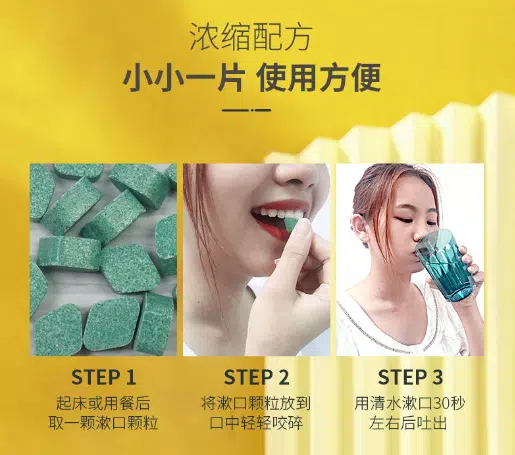 浓缩配方
小小一片 使用方便
STEP 1
起床或用餐后
取一颗漱口颗粒
STEP 2
将漱口颗粒放到
口中轻轻咬碎
STEP 3
用清水漱口30秒
左右后吐出